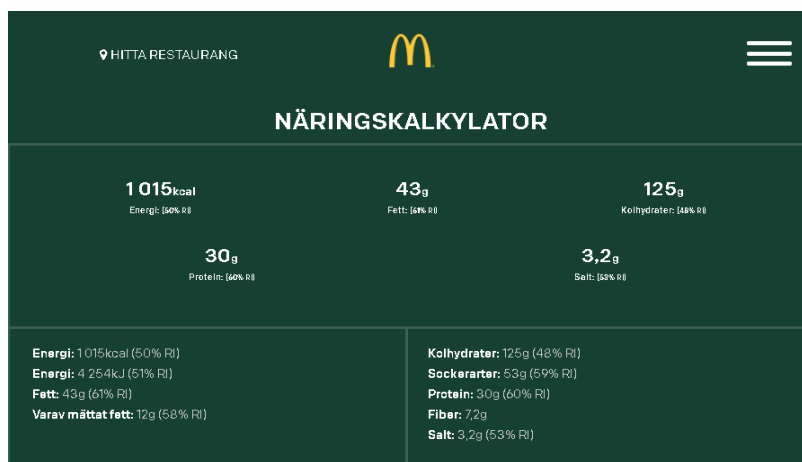 HITTA RESTAURANG
NÄRINGSKALKYLATOR
1 015kcal
Energi: (50% RI)
43g
Fett: (61% RI)
125g
Kolhydrater: (48% RI)
30g
Protein: (60% RI)
3,2g
Salt: (53% RI)
Energi: 1 015kcal (50% RI)
Energi: 4 254kJ (51% RI)
Fett: 43g (61% RI)
Varav mättat fett: 12g (58% RI)
Kolhydrater: 125g (48% RI)
Sockerarter: 53g (59% RI)
Protein: 30g (60% RI)
Fiber: 7,2g
Salt: 3,2g (53% RI)